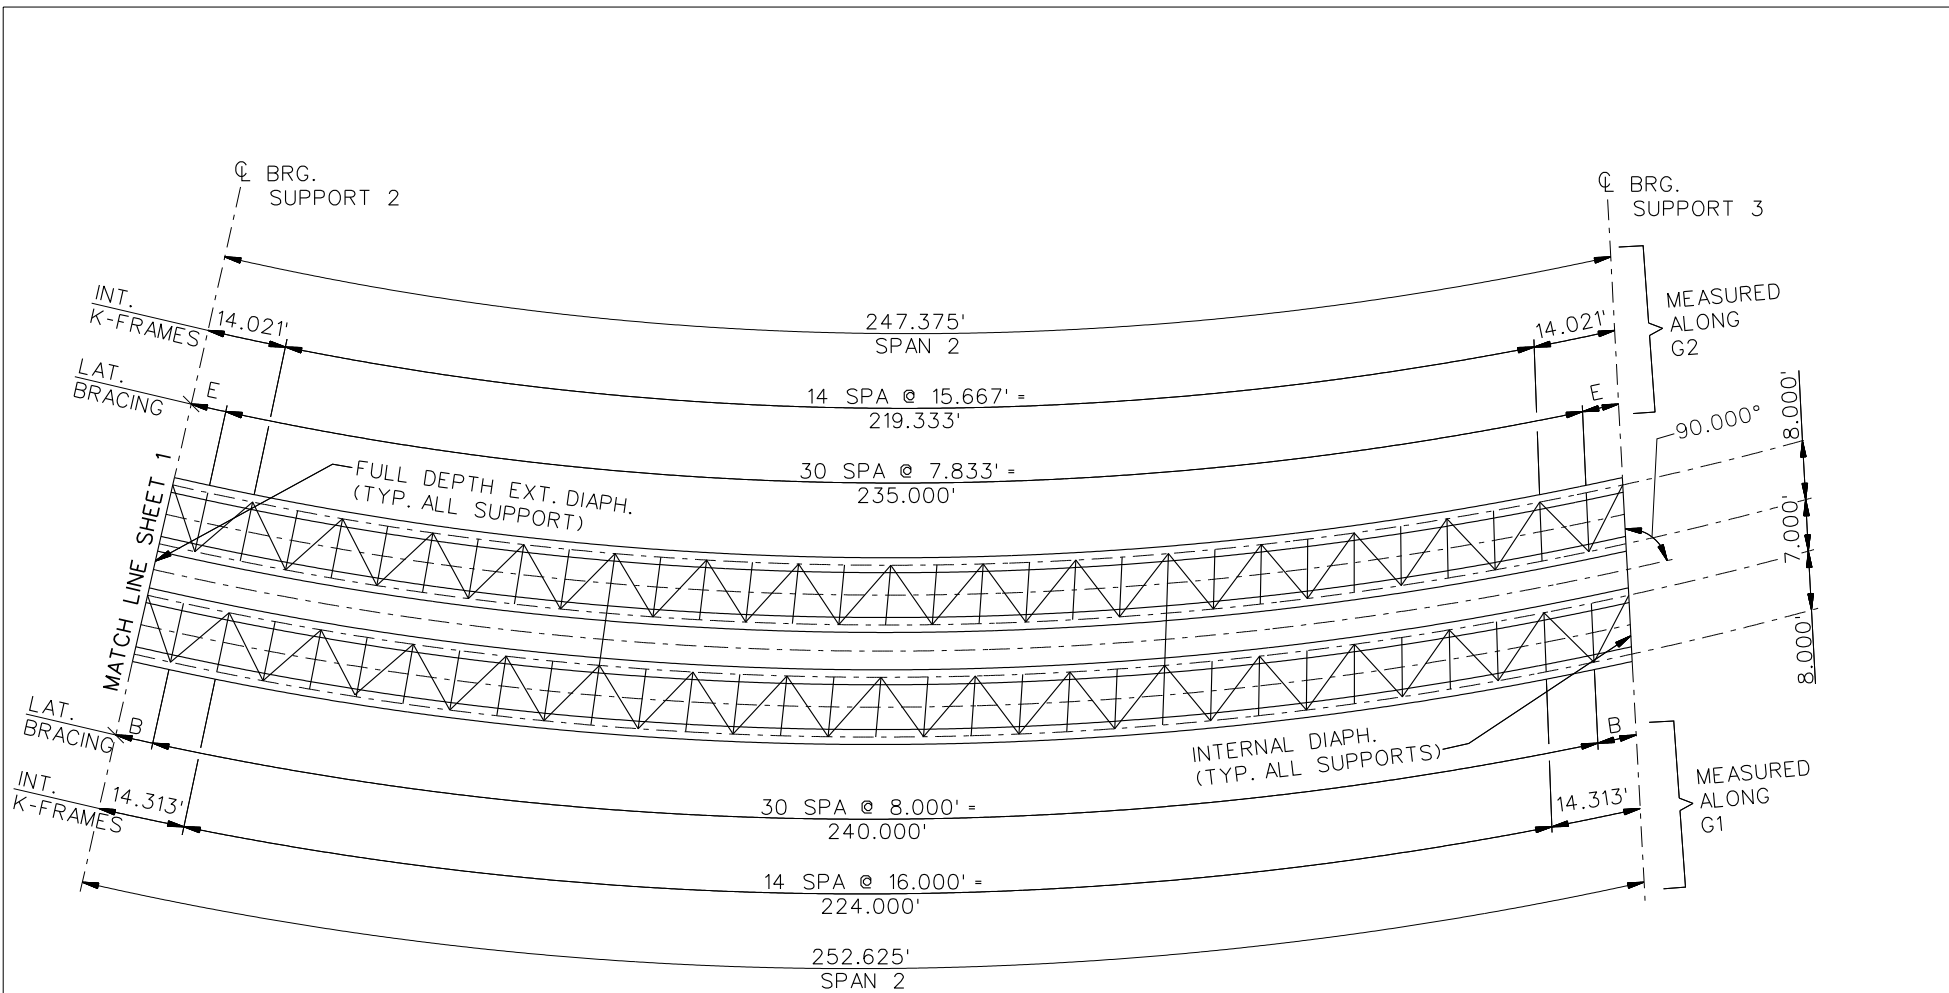 ℄ BRG.
SUPPORT 2
℄ BRG.
SUPPORT 3
247.375'
SPAN 2
INT.
K-FRAMES
14.021'
14.021'
MEASURED
ALONG
G2
14 SPA @ 15.667' =
219.333'
LAT.
BRACING
E
E
30 SPA @ 7.833' =
235.000'
90.000°
8.000'
7.000'
8.000'
FULL DEPTH EXT. DIAPH.
(TYP. ALL SUPPORT)
MATCH LINE SHEET 1
LAT.
BRACING
B
B
INTERNAL DIAPH.
(TYP. ALL SUPPORTS)
30 SPA @ 8.000' =
240.000'
INT.
K-FRAMES
14.313'
14.313'
MEASURED
ALONG
G1
14 SPA @ 16.000' =
224.000'
252.625'
SPAN 2